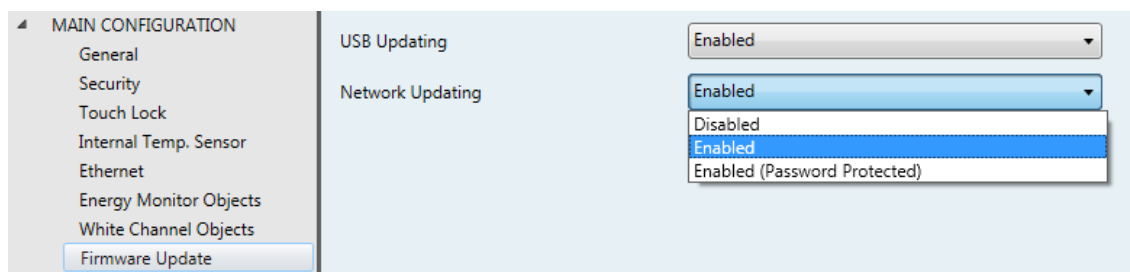 MAIN CONFIGURATION
General
Security
Touch Lock
Internal Temp. Sensor
Ethernet
Energy Monitor Objects
White Channel Objects
Firmware Update
USB Updating
Enabled
Network Updating
Enabled
Disabled
Enabled
Enabled (Password Protected)